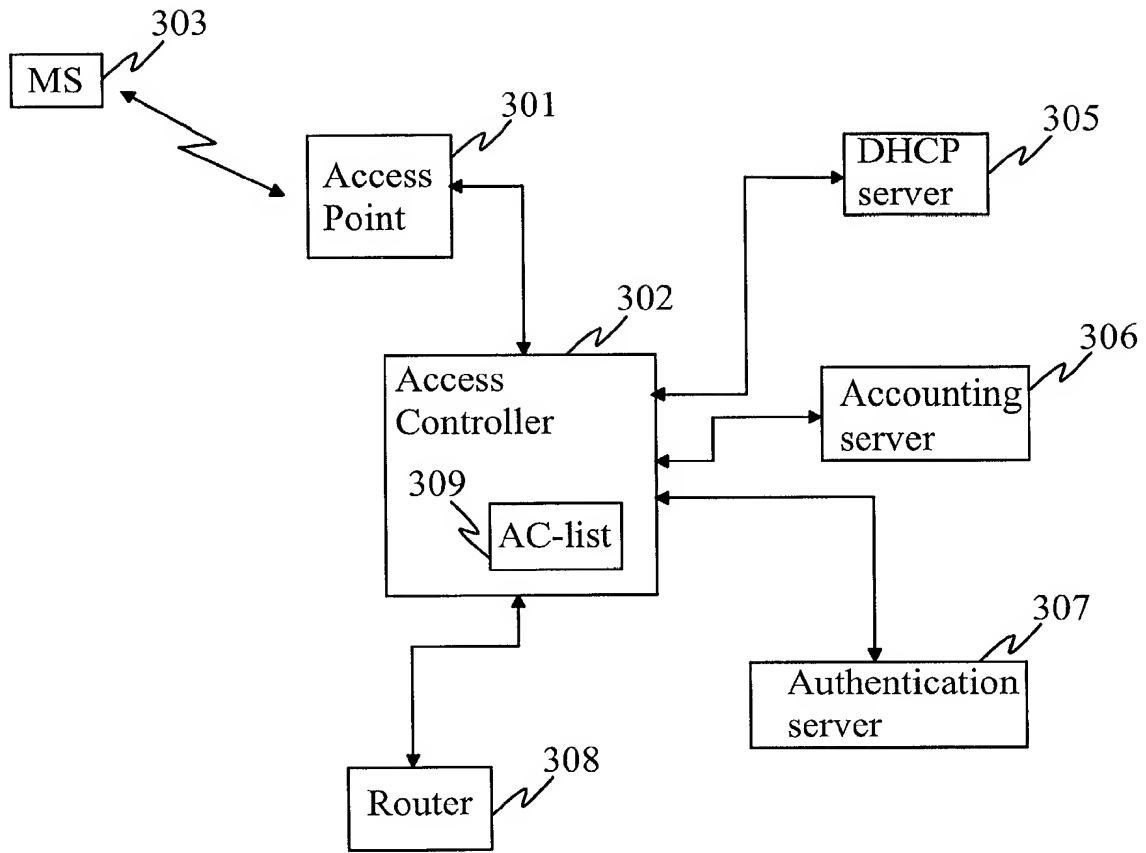 303
MS
301
Access
Point
305
DHCP
server
302
Access
Controller
306
Accounting
server
309
AC-list
307
Authentication
server
308
Router